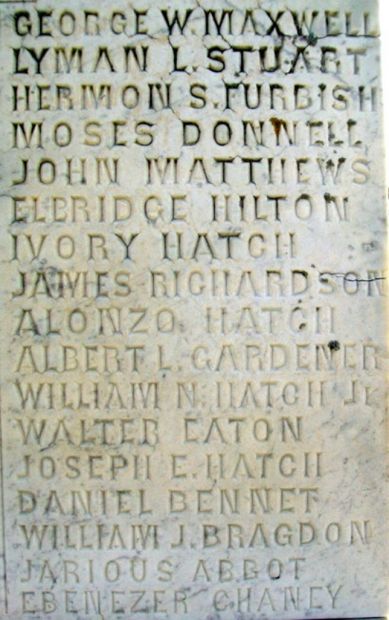 GEORGE W. MAXWELL
LYMAN L. STUART
HERMON S. FURBISH
MOSES DONNELL
JOHN MATTHEWS
ELBRIDGE HILTON
IVORY HATCH
JAMES RICHARDSON
ALONZO HATCH
ALBERT L. GARDENER
WILLIAM N. HATCH Jr
WALTER EATON
JOSEPH E. HATCH
DANIEL BENNET
WILLIAM J. BRAGDON
JARIOUS ABBOT
EBENEZER CHANEY